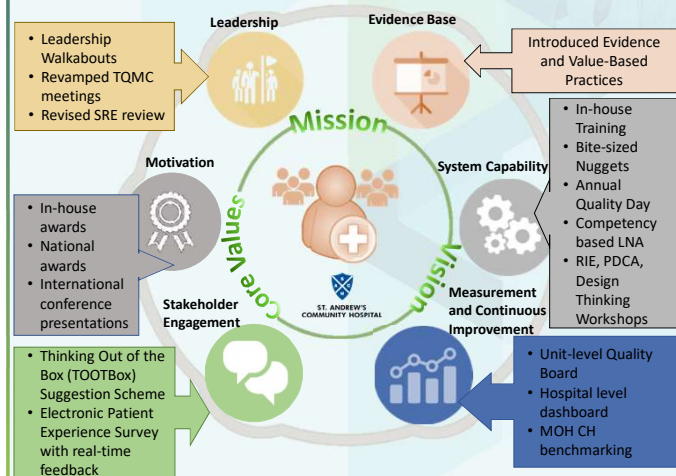 Leadership
Evidence Base
• Leadership
Walkabouts
• Revamped TQMC
meetings
• Revised SRE review
Introduced Evidence
and Value-Based
Practices
Mission
Motivation
System Capability
• In-house
Training
• Bite-sized
Nuggets
• Annual
Quality Day
• Competency
based LNA
• RIE, PDCA,
Design
Thinking
Workshops
• In-house
awards
• National
awards
• International
conference
presentations
Core Values
Vision
ST. ANDREW'S
COMMUNITY HOSPITAL
Stakeholder
Engagement
Measurement
and Continuous
Improvement
• Thinking Out of the
Box (TOOTBox)
Suggestion Scheme
• Electronic Patient
Experience Survey
with real-time
feedback
• Unit-level Quality
Board
• Hospital level
dashboard
• MOH CH
benchmarking